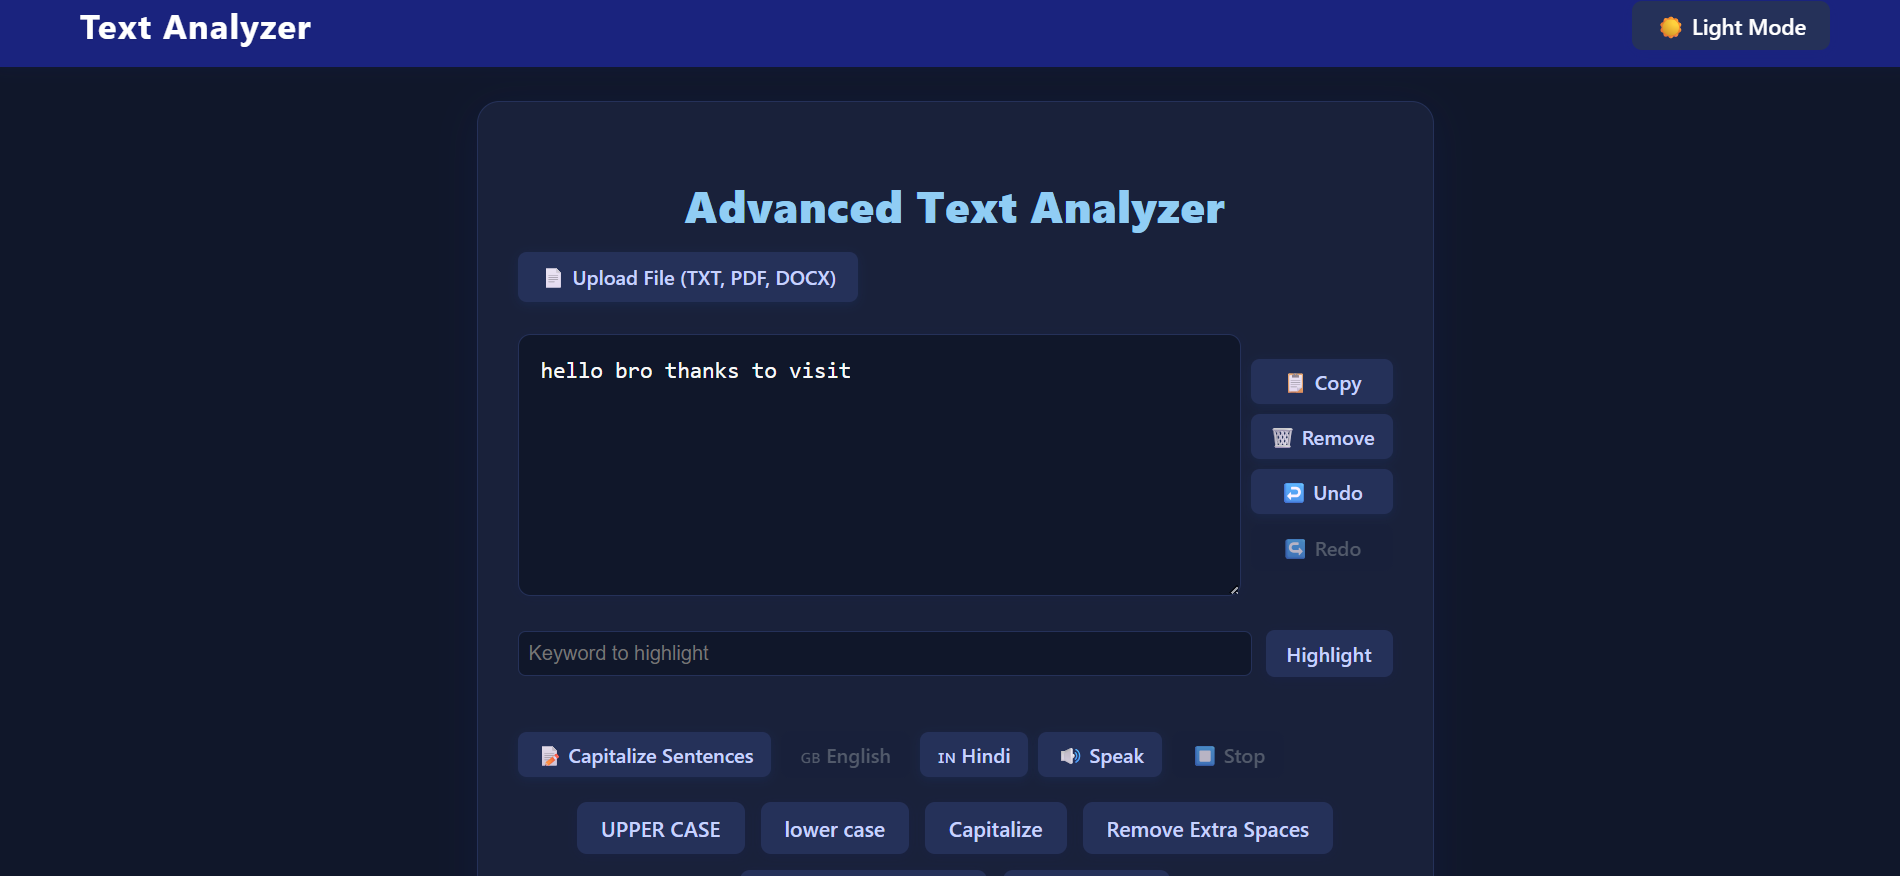 Text Analyzer
Light Mode
Advanced Text Analyzer
Upload File (TXT, PDF, DOCX)
hello bro thanks to visit
Copy
Remove
Undo
Redo
Keyword to highlight
Highlight
Capitalize Sentences
GB English
IN Hindi
Speak
Stop
UPPER CASE
lower case
Capitalize
Remove Extra Spaces